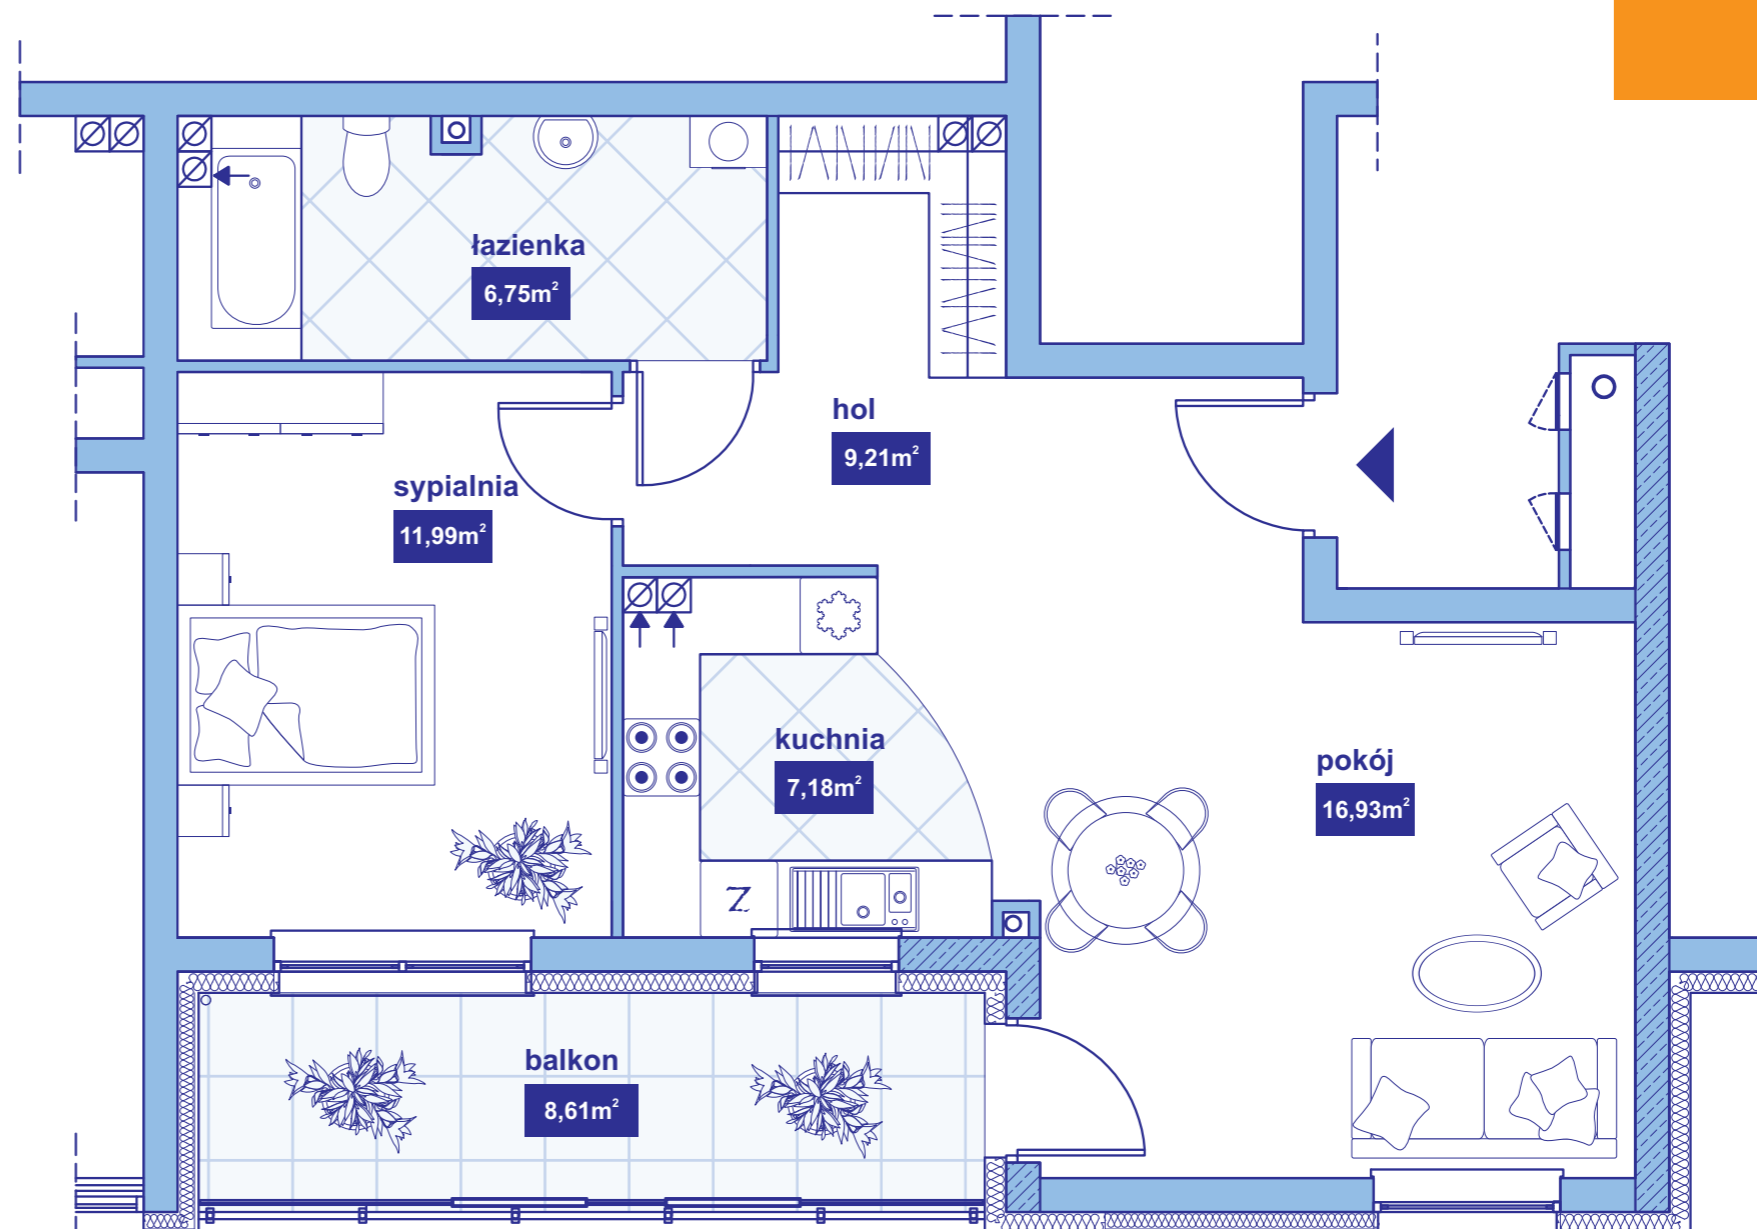 łazienka
6,75m²
hol
9,21m²
sypialnia
11,99m²
kuchnia
7,18m²
pokój
16,93m²
Z
balkon
8,61m²